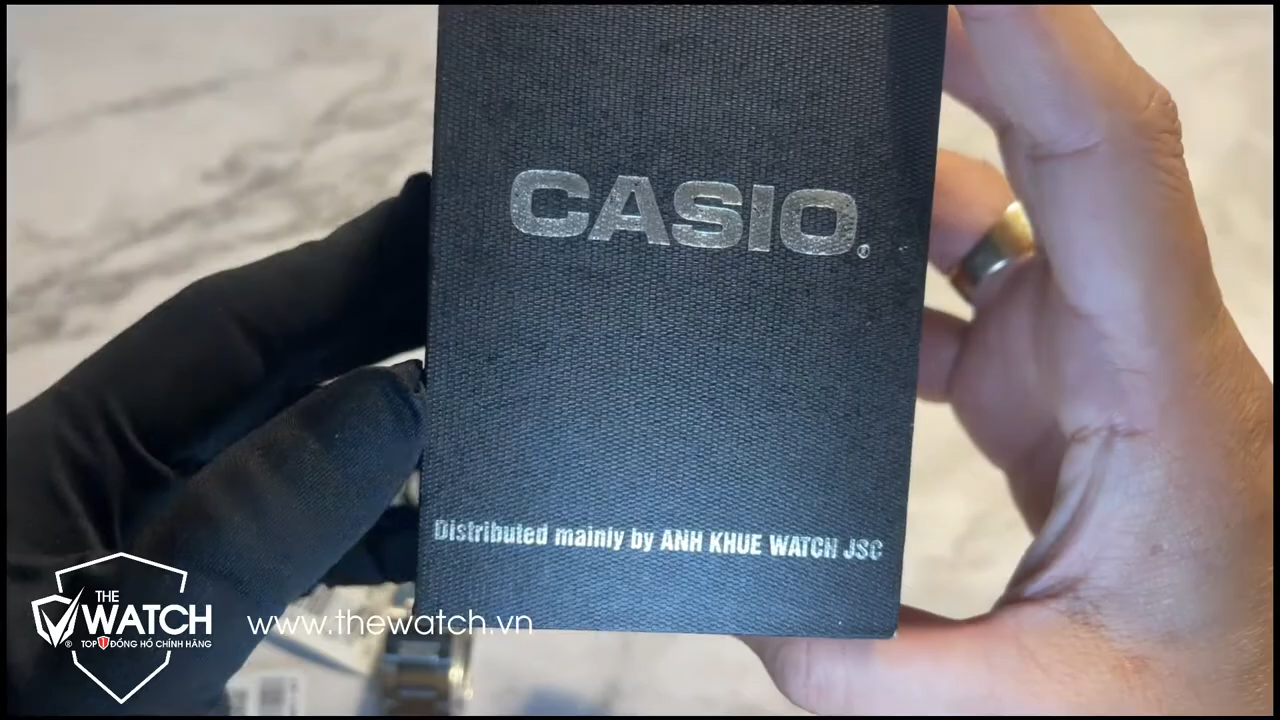 CASIO®
Distributed mainly by ANH KHUE WATCH JSC
THE
WATCH
®
TOP 1 ĐỒNG HỒ CHÍNH HÃNG
www.thewatch.vn